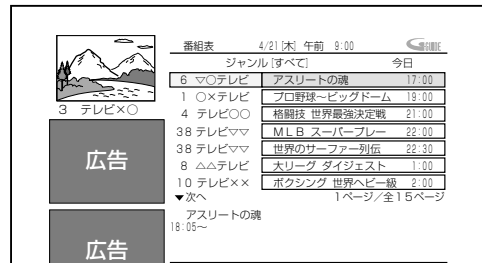 番組表 4/21[木] 午前 9:00 GGUIDE
ジャンル[すべて] 今日
6 ▽○テレビ アスリートの魂 17:00
1 ○×テレビ プロ野球~ビッグドーム 19:00
4 テレビ○○ 格闘技 世界最強決定戦 21:00
38 テレビ▽▽ MLB スーパープレー 22:00
38 テレビ▽▽ 世界のサーファー列伝 22:30
8 △△テレビ 大リーグ ダイジェスト 1:00
10 テレビ×× ボクシング 世界ヘビー級 2:00
▼次へ 1ページ/全15ページ
アスリートの魂
18:05~
3 テレビ×○
広告
広告